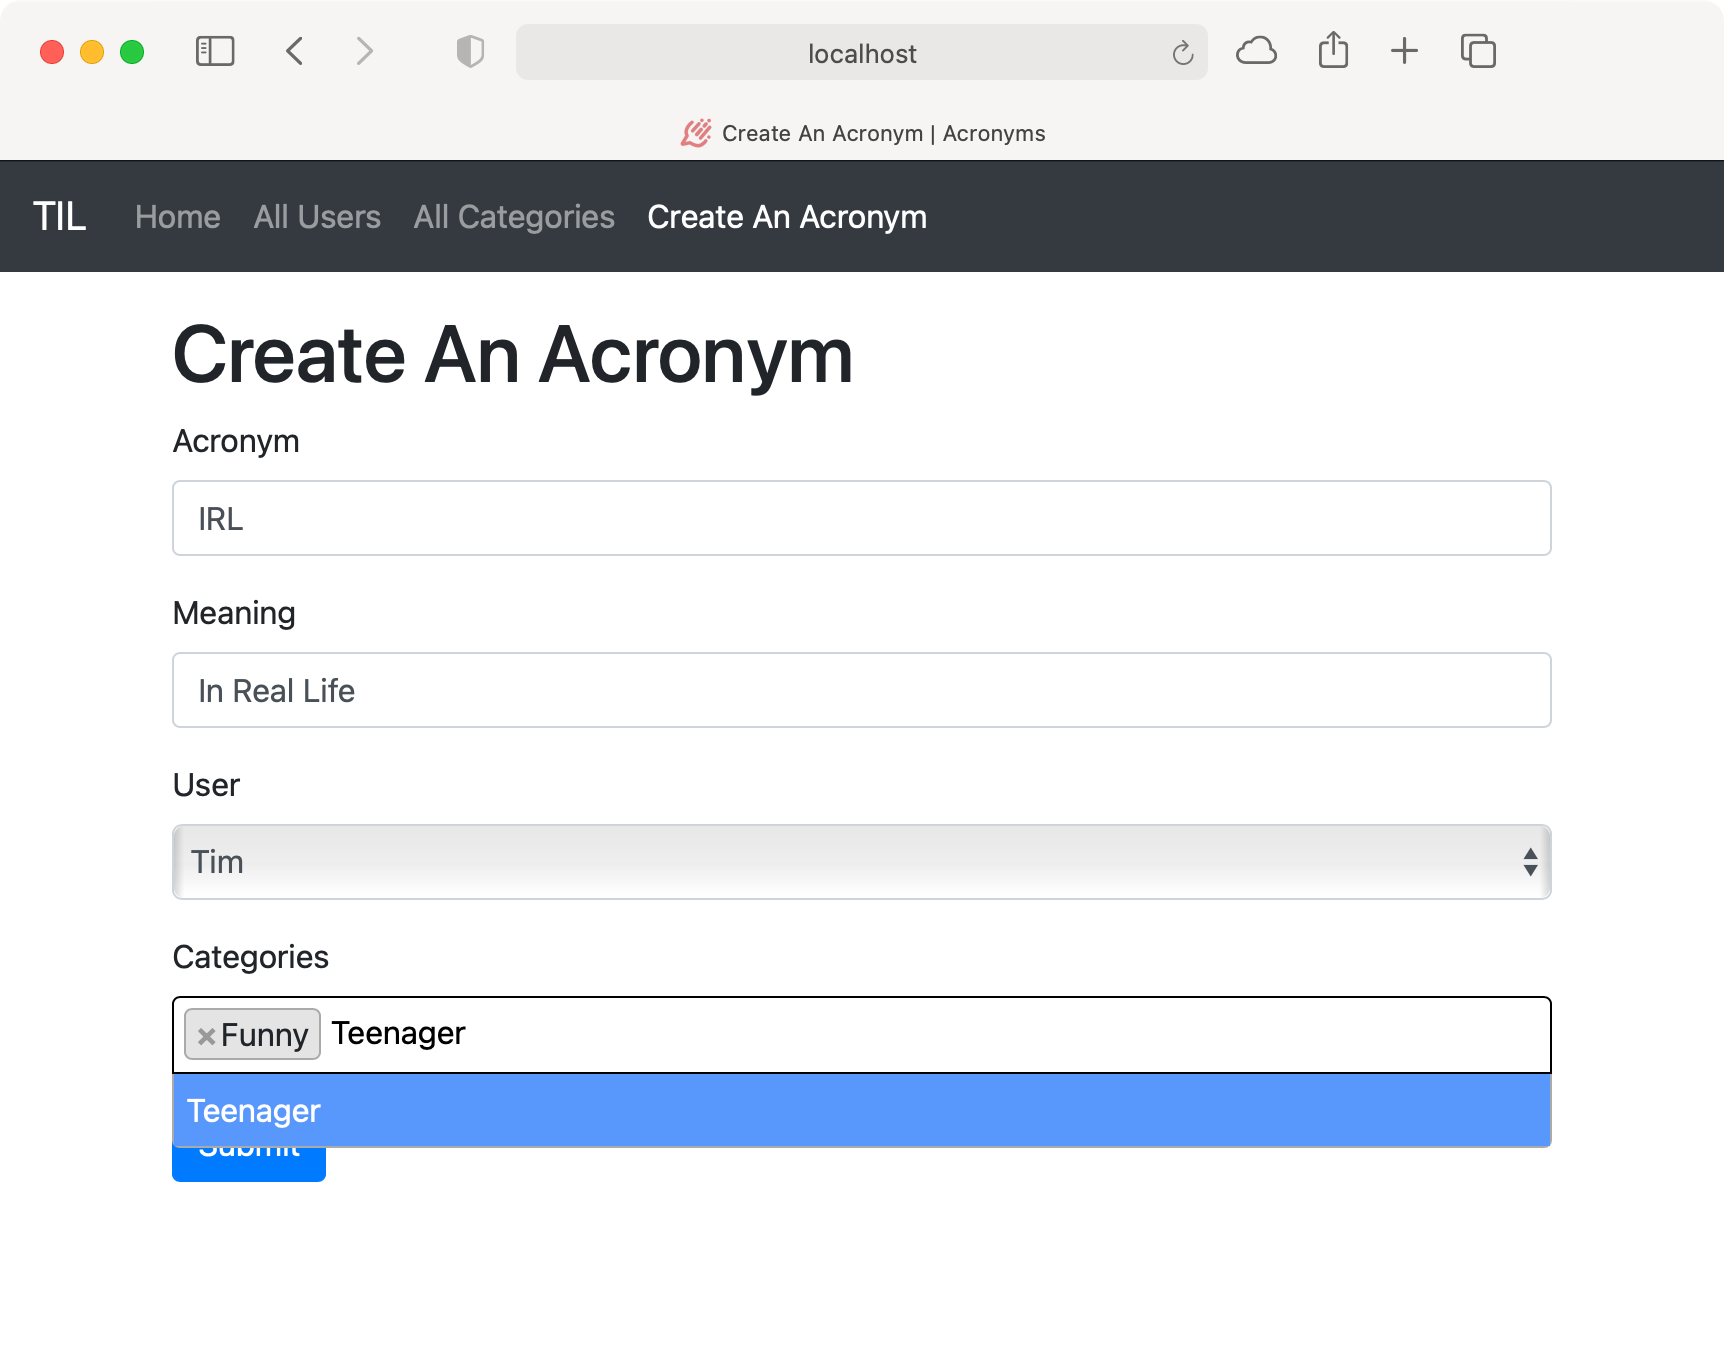 localhost
Create An Acronym | Acronyms
TIL Home All Users All Categories Create An Acronym
Create An Acronym
Acronym
IRL
Meaning
In Real Life
User
Tim
Categories
×Funny Teenager
Teenager
Submit